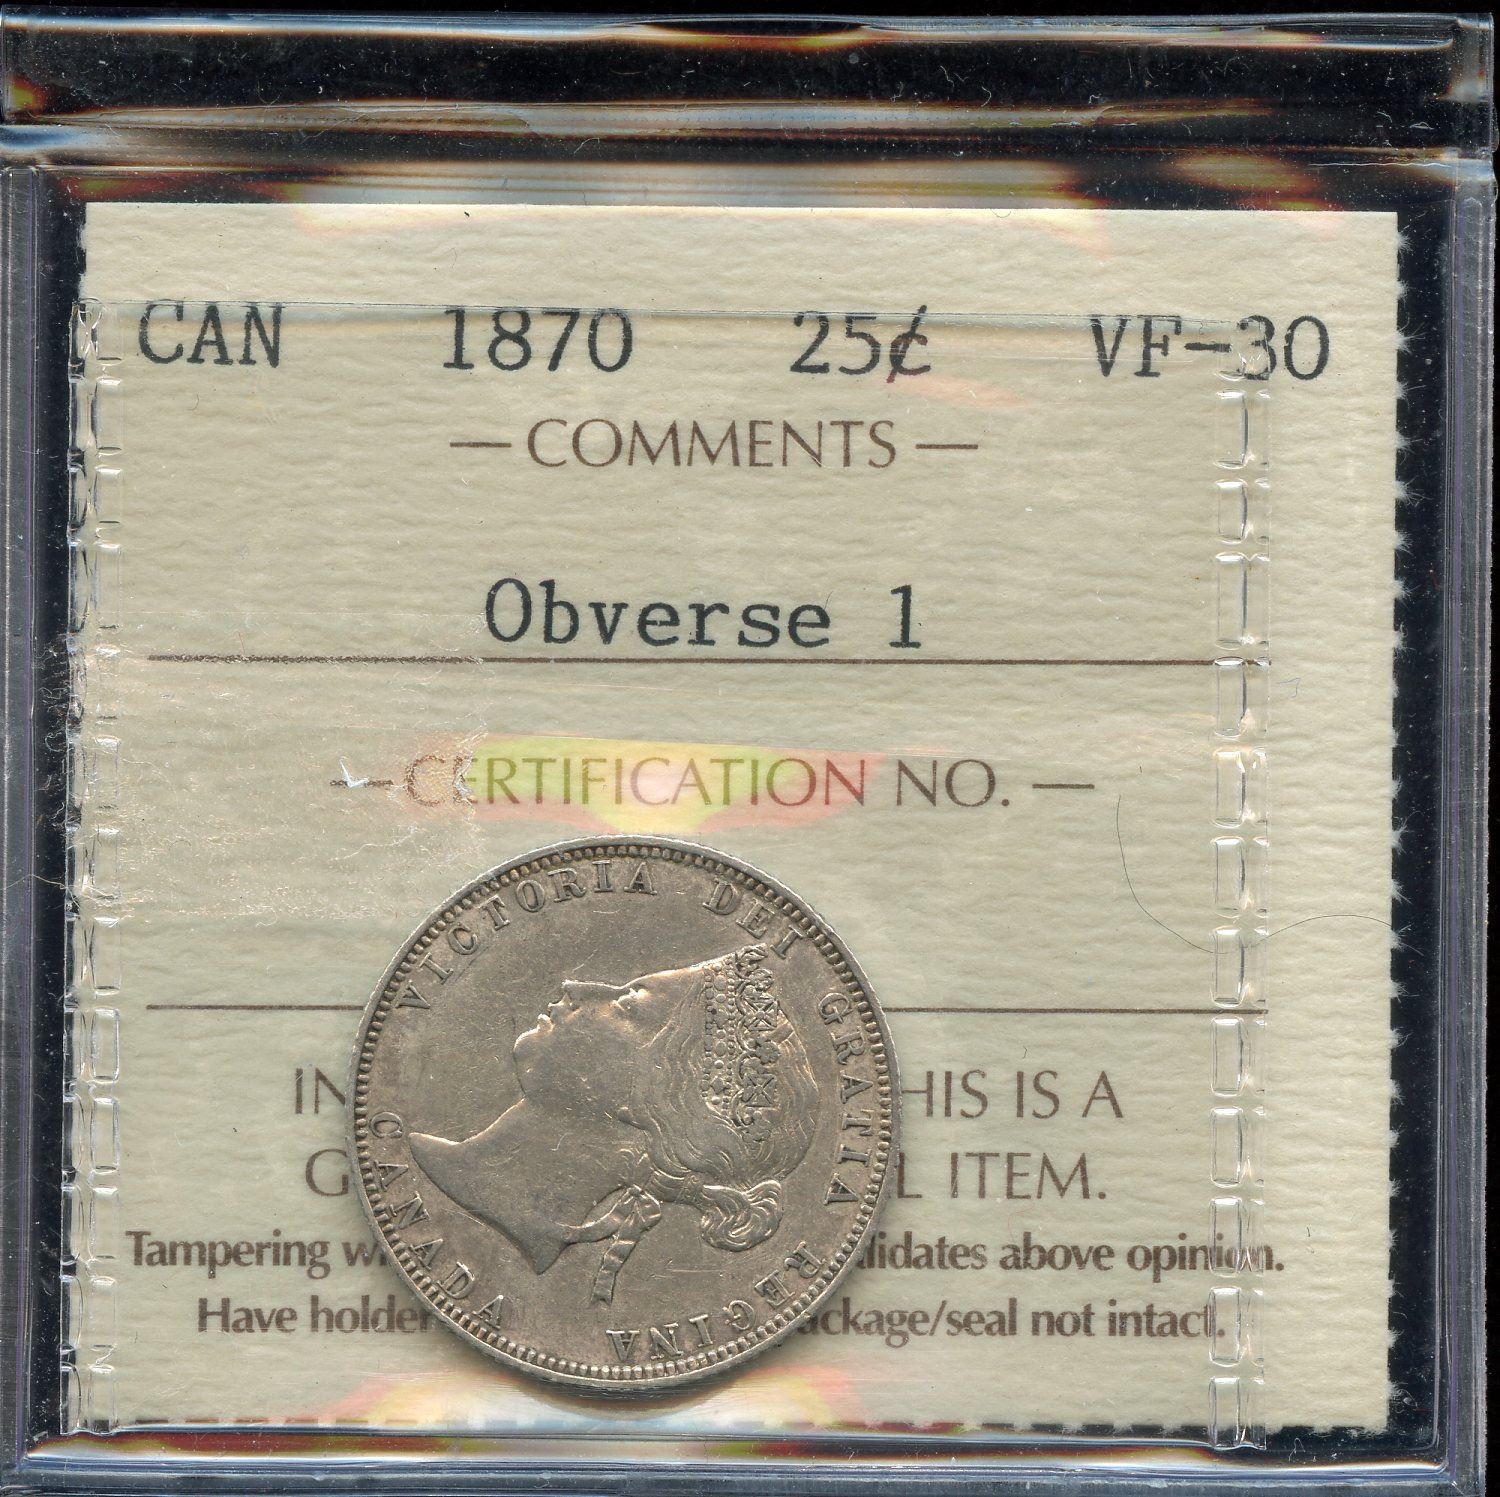 CAN 1870 25¢ VF-30
— COMMENTS —
Obverse 1
— CERTIFICATION NO. —
VICTORIA DEI GRATIA REGINA
CANADA
IN HIS IS A
G L ITEM.
Tampering w lidates above opinion.
Have holder ackage/seal not intact.